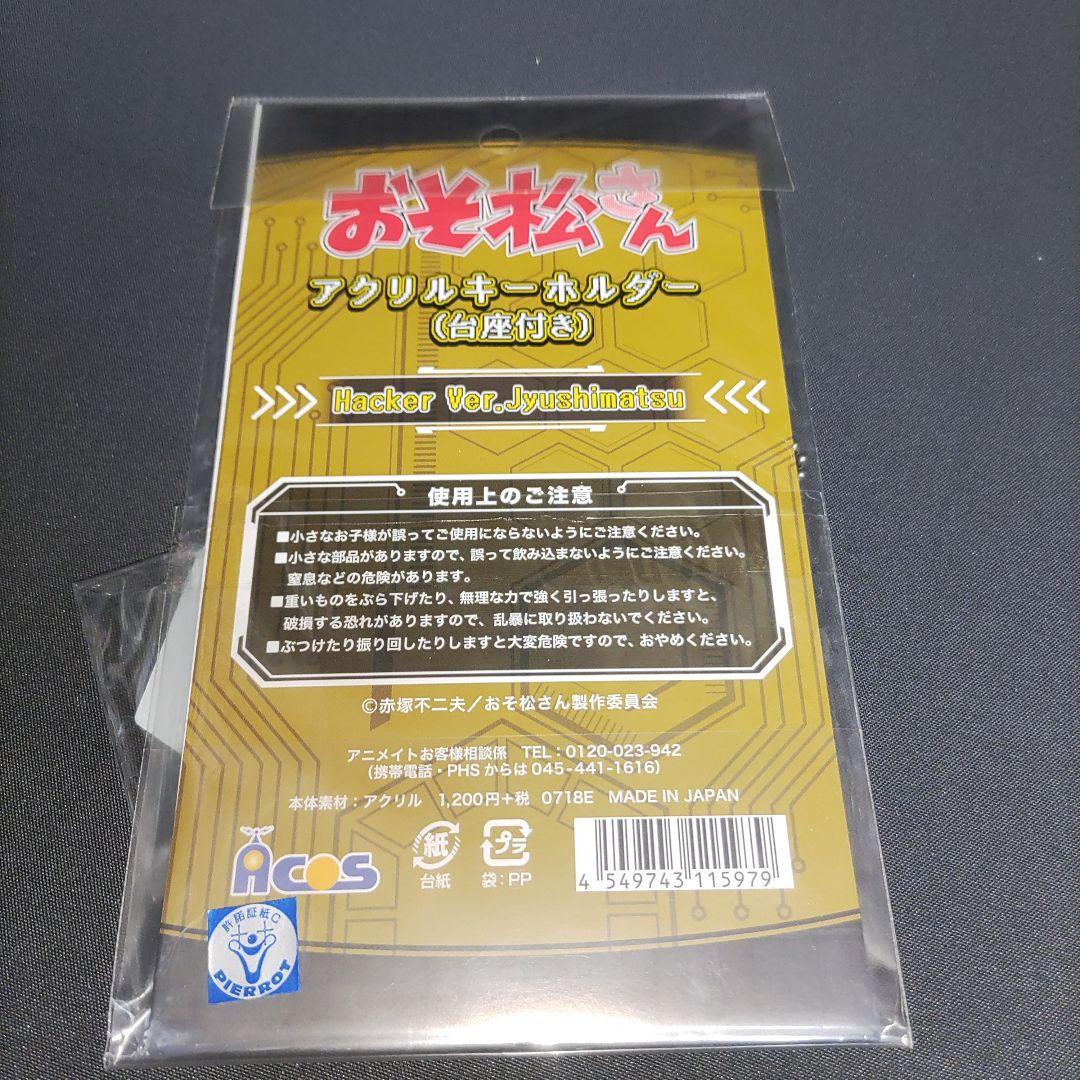 おそ松さん
アクリルキーホルダー
(台座付き)
>>> Hacker Ver.Jyushimatsu <<<
使用上のご注意
■小さなお子様が誤ってご使用にならないようにご注意ください。
■小さな部品がありますので、誤って飲み込まないようにご注意ください。
窒息などの危険があります。
■重いものをぶら下げたり、無理な力で強く引っ張ったりしますと、
破損する恐れがありますので、乱暴に取り扱わないでください。
■ぶつけたり振り回したりしますと大変危険ですので、おやめください。
©赤塚不二夫/おそ松さん製作委員会
アニメイトお客様相談係 TEL:0120-023-942
(携帯電話・PHSからは045-441-1616)
本体素材:アクリル 1,200円+税 0718E MADE IN JAPAN
ACOS
紙
台紙
プラ
袋:PP
4 549743 115979
許諾証紙C
PIERROT